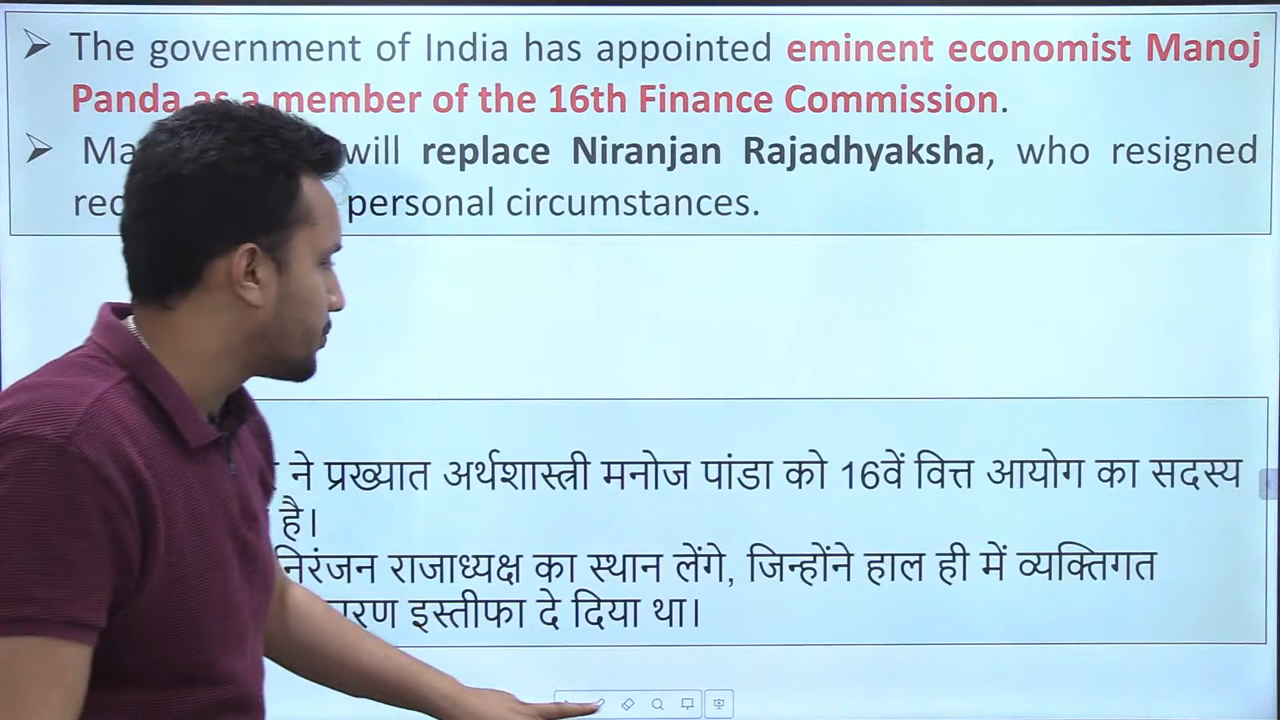 The government of India has appointed eminent economist Manoj
Panda as a member of the 16th Finance Commission.
will replace Niranjan Rajadhyaksha, who resigned
personal circumstances.
ने प्रख्यात अर्थशास्त्री मनोज पांडा को 16वें वित्त आयोग का सदस्य
है।
निरंजन राजाध्यक्ष का स्थान लेंगे, जिन्होंने हाल ही में व्यक्तिगत
इस्तीफा दे दिया था।